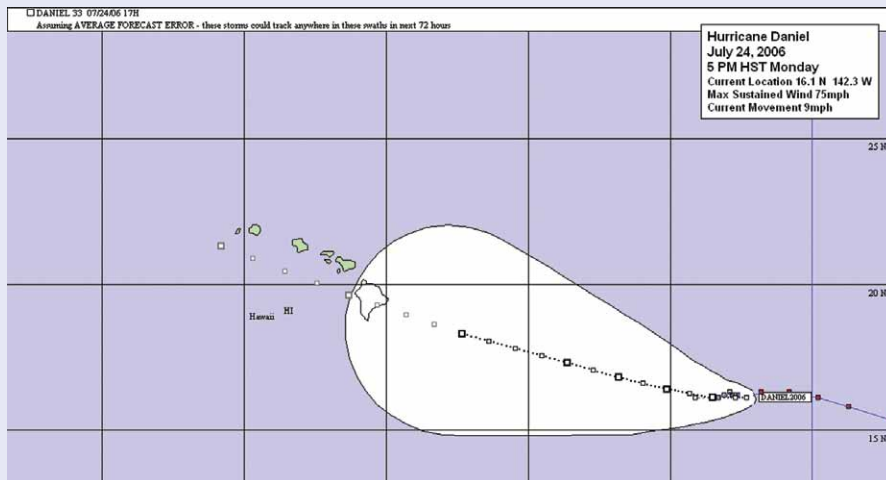 DANIEL 33 07/24/06 17H
Assuming AVERAGE FORECAST ERROR - these storms could track anywhere in these swaths in next 72 hours
Hurricane Daniel
July 24, 2006
5 PM HST Monday
Current Location 16.1 N 142.3 W
Max Sustained Wind 75mph
Current Movement 9mph
25 N
20 N
Hawaii HI
DANIEL2006
15 N